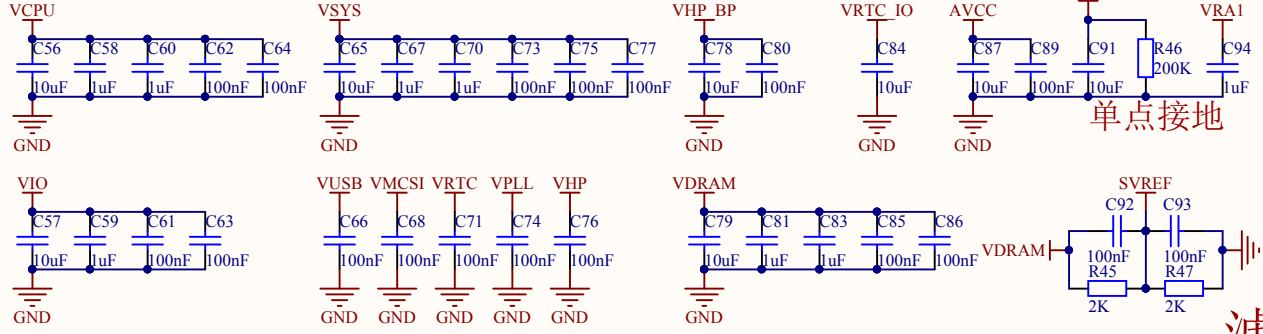 VCPU VSYS VHP_BP VRTC_IO AVCC VRA1
C56 C58 C60 C62 C64 C65 C67 C70 C73 C75 C77 C78 C80 C84 C87 C89 C91 R46 C94
200K
10uF 1uF 1uF 100nF 100nF 10uF 1uF 1uF 100nF 100nF 100nF 10uF 100nF 10uF 10uF 100nF 10uF 1uF
单点接地
GND GND GND GND GND
VIO VUSB VMCSI VRTC VPLL VHP VDRAM SVREF
C92 C93
C57 C59 C61 C63 C66 C68 C71 C74 C76 C79 C81 C83 C85 C86
VDRAM
10uF 1uF 100nF 100nF 100nF 100nF 100nF 100nF 100nF 10uF 1uF 1uF 100nF 100nF 100nF 100nF
R45 R47
2K 2K
GND GND GND GND GND GND GND